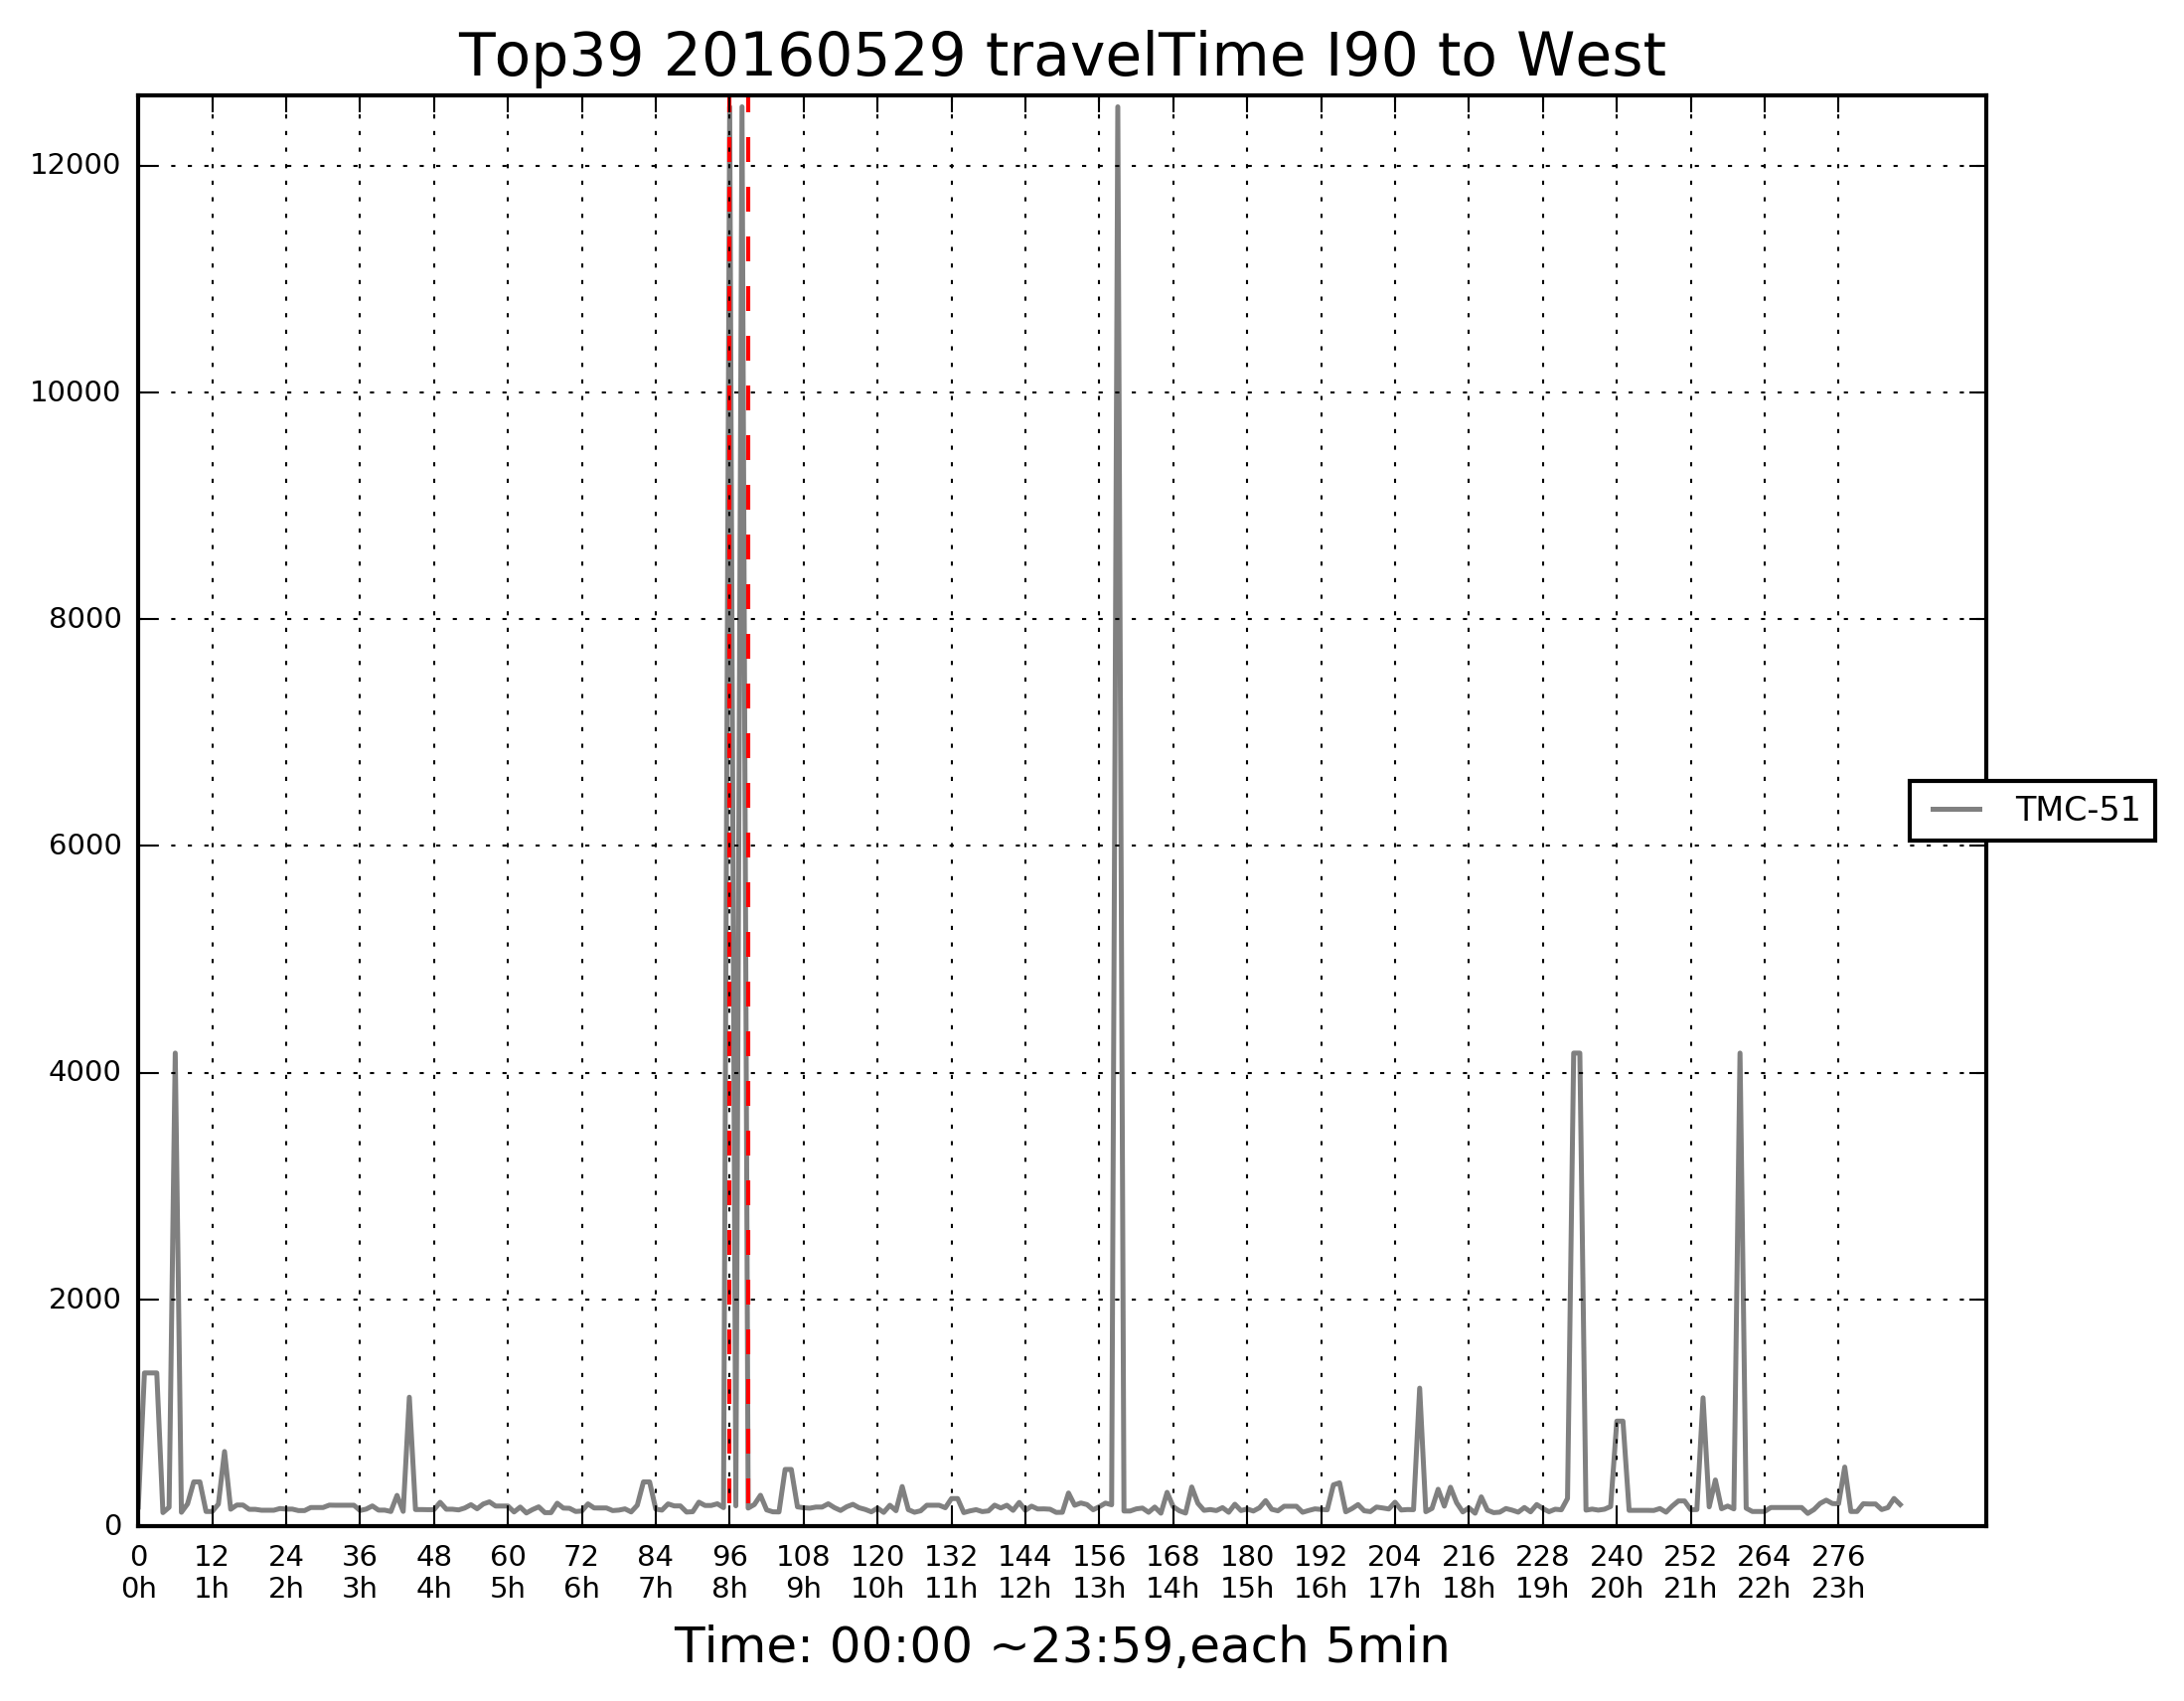 Top39 20160529 travelTime I90 to West
12000
10000
8000
6000
4000
2000
0
TMC-51
0 12 24 36 48 60 72 84 96 108 120 132 144 156 168 180 192 204 216 228 240 252 264 276
0h 1h 2h 3h 4h 5h 6h 7h 8h 9h 10h 11h 12h 13h 14h 15h 16h 17h 18h 19h 20h 21h 22h 23h
Time: 00:00 ~23:59,each 5min